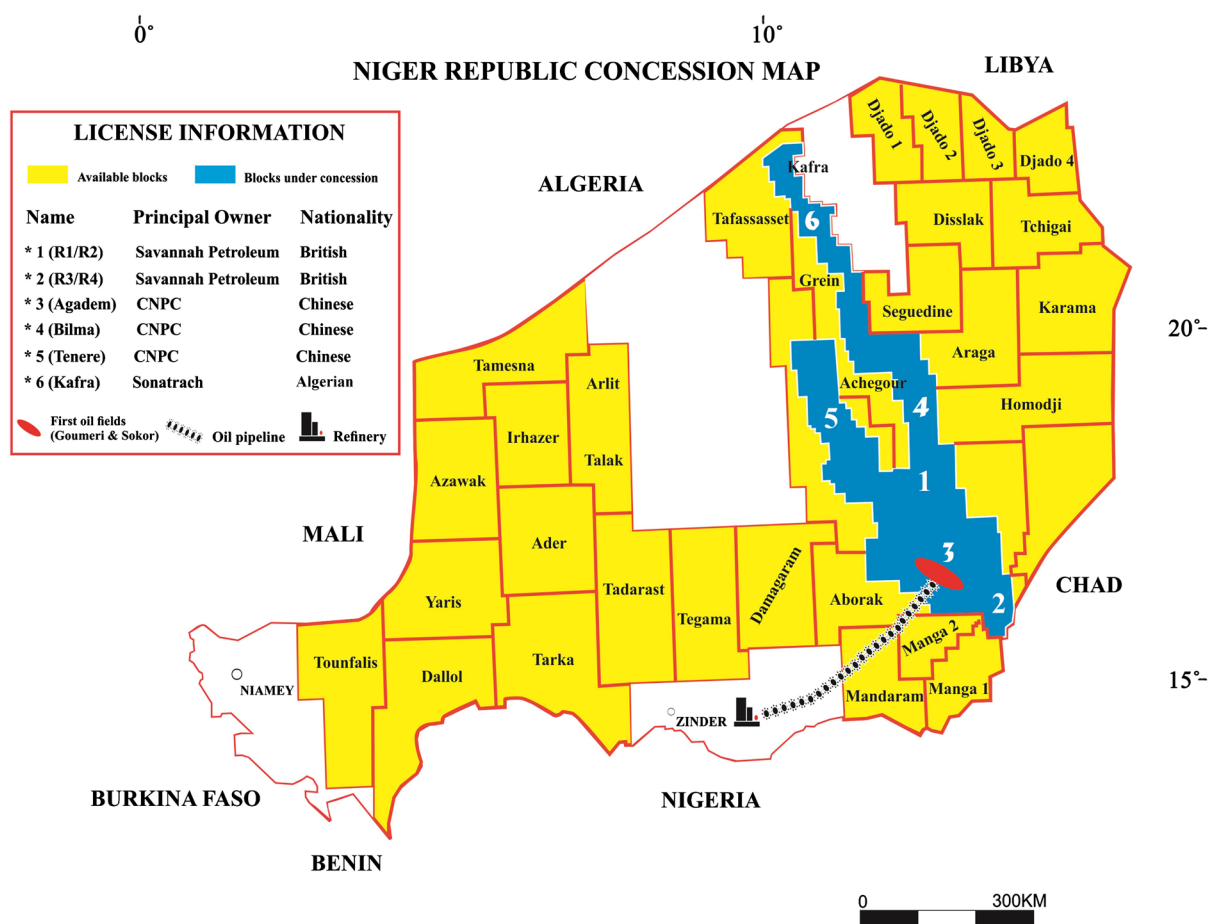 0°
10°
NIGER REPUBLIC CONCESSION MAP
LIBYA
LICENSE INFORMATION
Available blocks
Blocks under concession
Name Principal Owner Nationality
* 1 (R1/R2) Savannah Petroleum British
* 2 (R3/R4) Savannah Petroleum British
* 3 (Agadem) CNPC Chinese
* 4 (Bilma) CNPC Chinese
* 5 (Tenere) CNPC Chinese
* 6 (Kafra) Sonatrach Algerian
First oil fields
(Goumeri & Sokor)
Oil pipeline
Refinery
ALGERIA
Djado 1
Djado 2
Djado 3
Djado 4
Kafra
Tafassasset
6
Disslak
Tchigai
Grein
Seguedine
Karama
20°
Araga
Tamesna
Arlit
Achegour
Homodji
4
5
Irhazer
Talak
Azawak
1
MALI
Ader
3
CHAD
Tadarast
Damagaram
Aborak
2
Yaris
Tegama
Manga 2
Tounfalis
Tarka
Dallol
NIAMEY
Mandaram
Manga 1
15°
ZINDER
BURKINA FASO
NIGERIA
BENIN
0 300KM